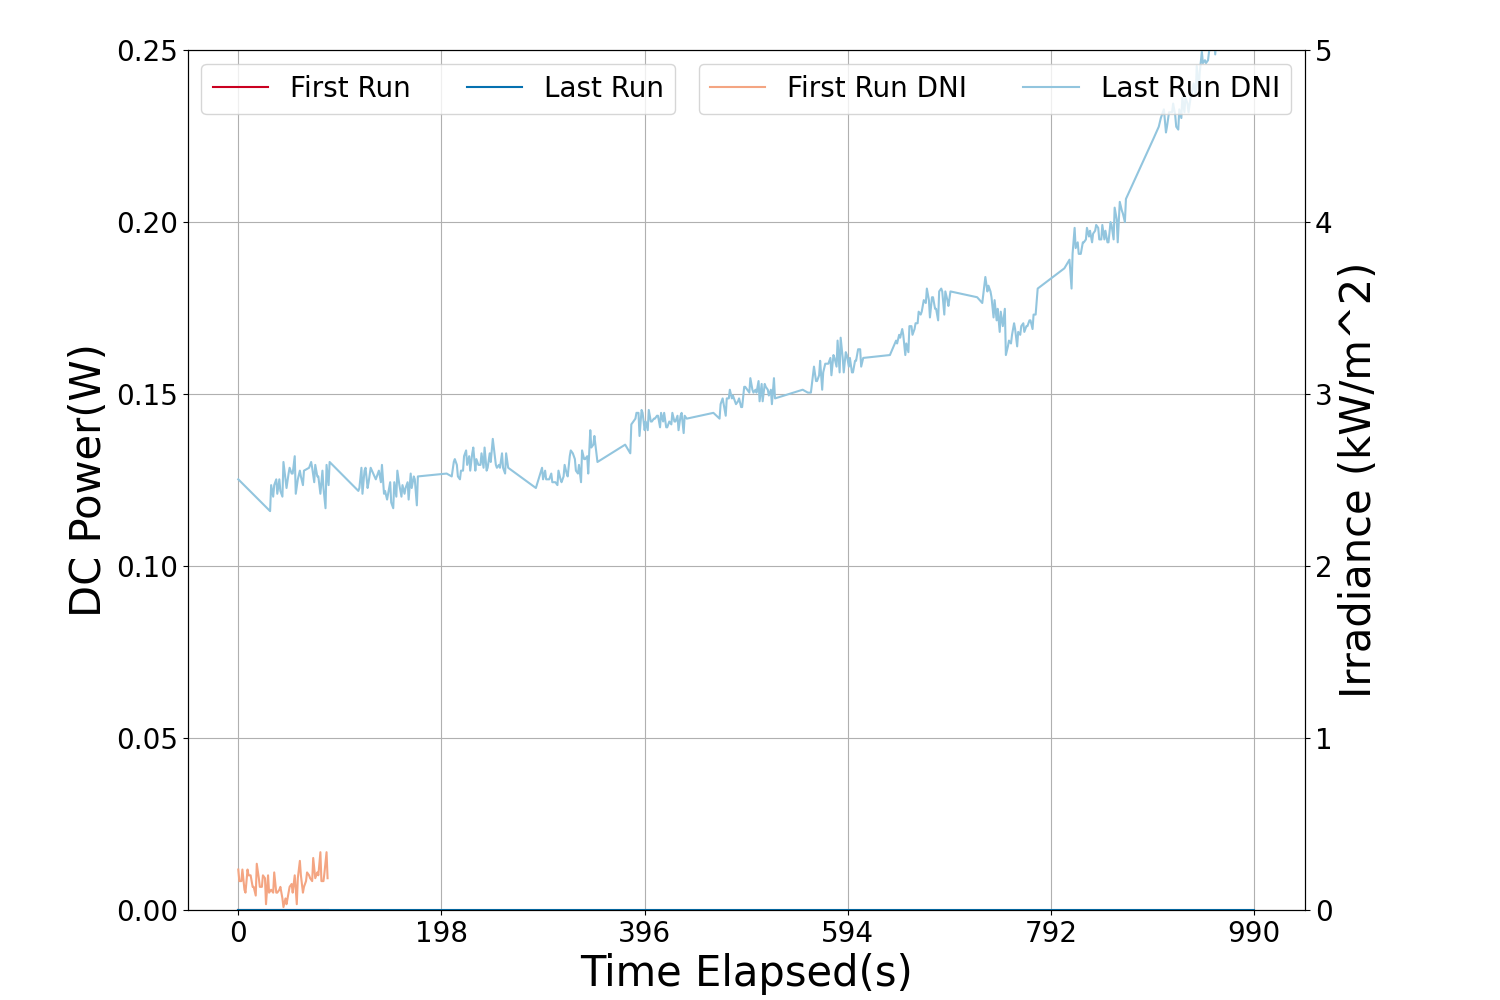 First Run
Last Run
First Run DNI
Last Run DNI
DC Power(W)
0.25
0.20
0.15
0.10
0.05
0.00
5
4
3
2
1
0
Irradiance (kW/m^2)
0 198 396 594 792 990
Time Elapsed(s)